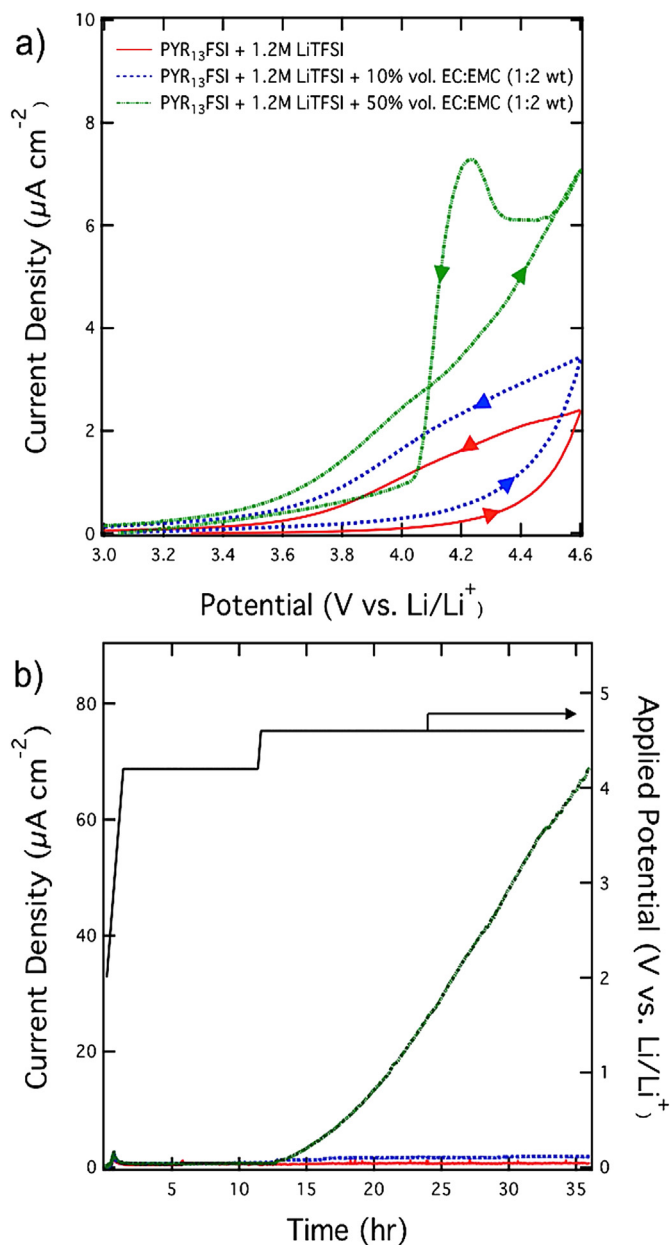 a)
PYR₁₃FSI + 1.2M LiTFSI
PYR₁₃FSI + 1.2M LiTFSI + 10% vol. EC:EMC (1:2 wt)
PYR₁₃FSI + 1.2M LiTFSI + 50% vol. EC:EMC (1:2 wt)
Current Density (µA cm⁻²)
10
8
6
4
2
0
3.0 3.2 3.4 3.6 3.8 4.0 4.2 4.4 4.6
Potential (V vs. Li/Li⁺)
b)
Current Density (µA cm⁻²)
80
60
40
20
0
5
4
3
2
1
0
Applied Potential (V vs. Li/Li⁺)
5 10 15 20 25 30 35
Time (hr)